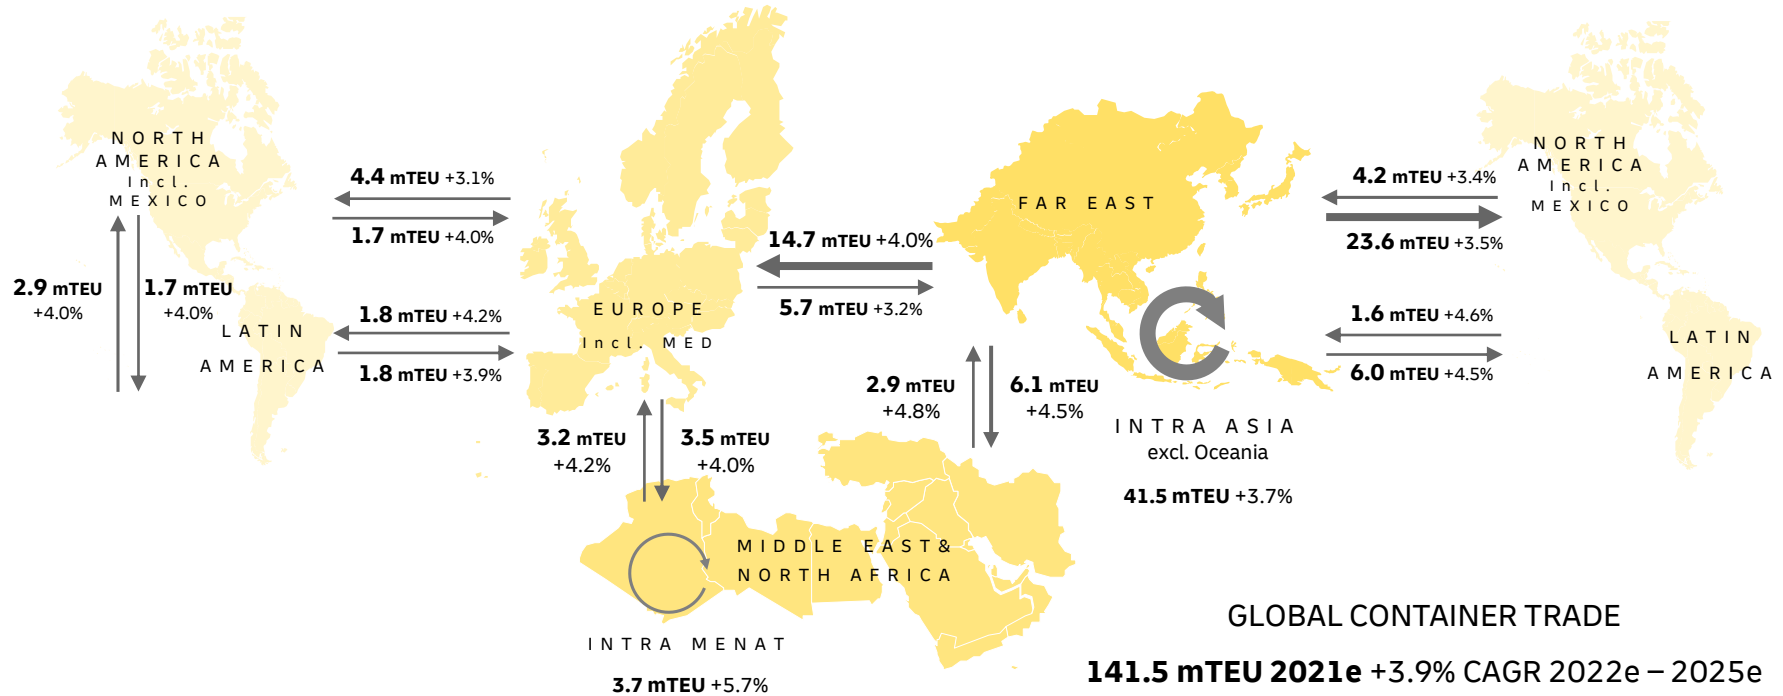 NORTH
AMERICA
Incl.
MEXICO
4.4 mTEU +3.1%
1.7 mTEU +4.0%
2.9 mTEU
+4.0%
1.7 mTEU
+4.0%
LATIN
AMERICA
1.8 mTEU +4.2%
1.8 mTEU +3.9%
EUROPE
Incl. MED
14.7 mTEU +4.0%
5.7 mTEU +3.2%
FAR EAST
4.2 mTEU +3.4%
23.6 mTEU +3.5%
NORTH
AMERICA
Incl.
MEXICO
1.6 mTEU +4.6%
6.0 mTEU +4.5%
LATIN
AMERICA
3.2 mTEU
+4.2%
3.5 mTEU
+4.0%
2.9 mTEU
+4.8%
6.1 mTEU
+4.5%
INTRA ASIA
excl. Oceania
41.5 mTEU +3.7%
MIDDLE EAST&
NORTH AFRICA
INTRA MENAT
3.7 mTEU +5.7%
GLOBAL CONTAINER TRADE
141.5 mTEU 2021e +3.9% CAGR 2022e – 2025e